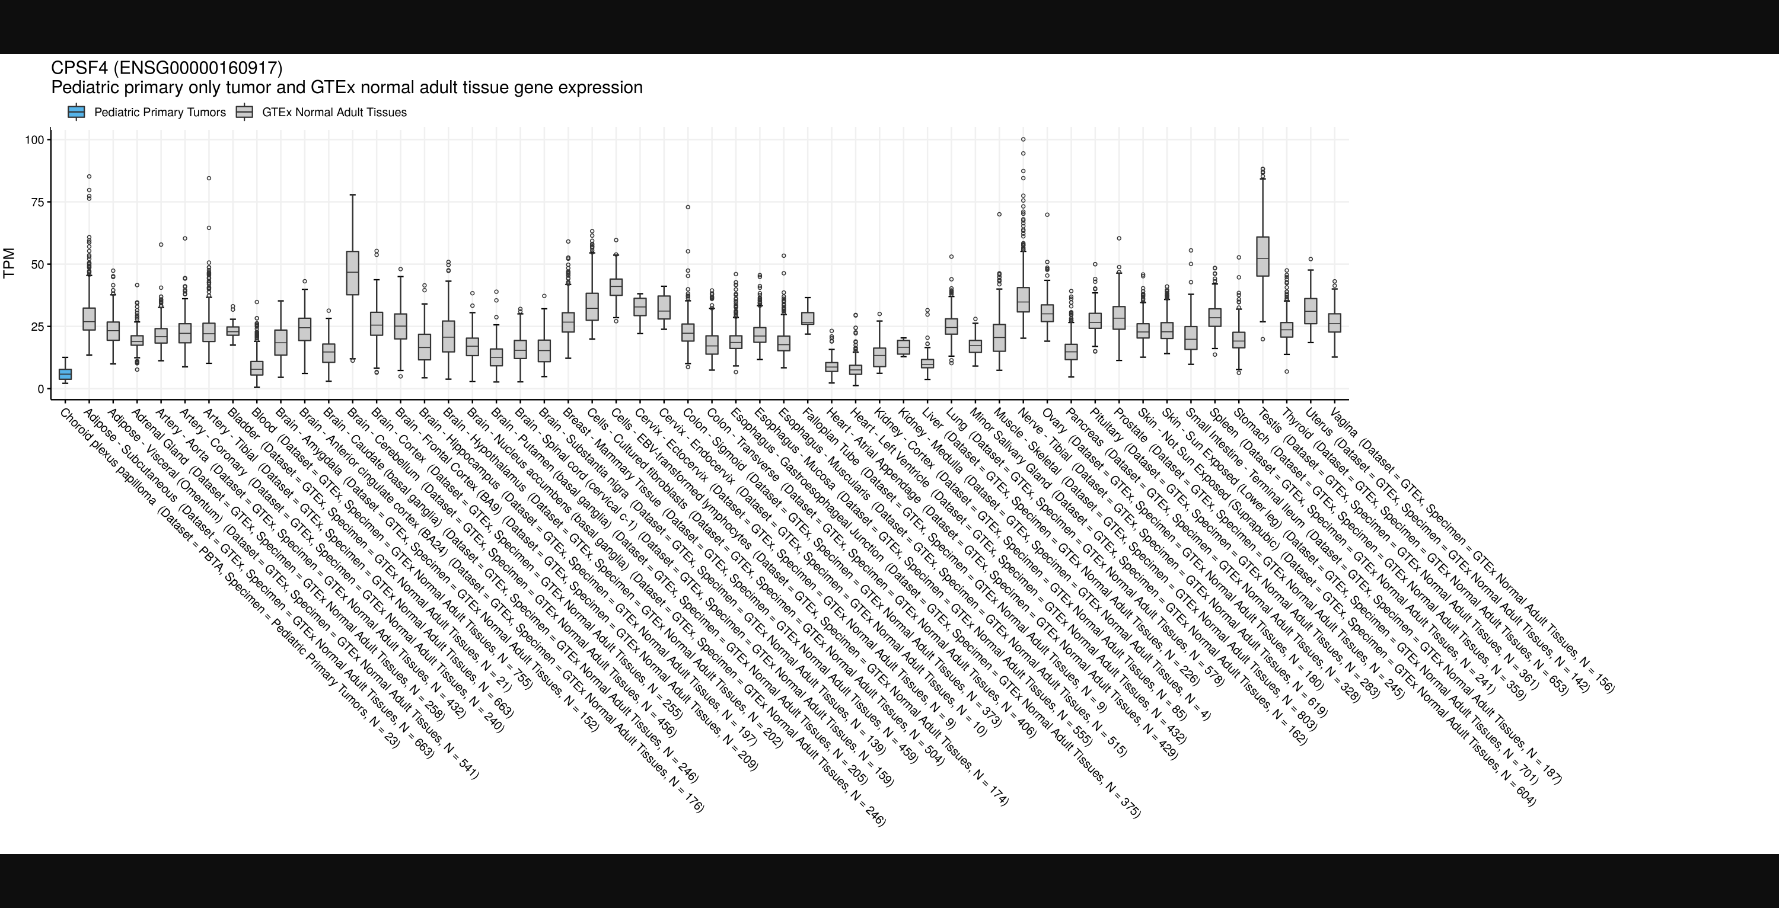 CPSF4 (ENSG00000160917)
Pediatric primary only tumor and GTEx normal adult tissue gene expression
Pediatric Primary Tumors
GTEx Normal Adult Tissues
TPM
100
75
50
25
0
Choroid plexus papilloma (Dataset = PBTA, Specimen = Pediatric Primary Tumors, N = 23)
Adipose - Subcutaneous (Dataset = GTEx, Specimen = GTEx Normal Adult Tissues, N = 663)
Adipose - Visceral (Omentum) (Dataset = GTEx, Specimen = GTEx Normal Adult Tissues, N = 541)
Adrenal Gland (Dataset = GTEx, Specimen = GTEx Normal Adult Tissues, N = 258)
Artery - Aorta (Dataset = GTEx, Specimen = GTEx Normal Adult Tissues, N = 432)
Artery - Coronary (Dataset = GTEx, Specimen = GTEx Normal Adult Tissues, N = 240)
Artery - Tibial (Dataset = GTEx, Specimen = GTEx Normal Adult Tissues, N = 663)
Bladder (Dataset = GTEx, Specimen = GTEx Normal Adult Tissues, N = 21)
Blood (Dataset = GTEx, Specimen = GTEx Normal Adult Tissues, N = 755)
Brain - Amygdala (Dataset = GTEx, Specimen = GTEx Normal Adult Tissues, N = 152)
Brain - Anterior cingulate cortex (BA24) (Dataset = GTEx, Specimen = GTEx Normal Adult Tissues, N = 176)
Brain - Caudate (basal ganglia) (Dataset = GTEx, Specimen = GTEx Normal Adult Tissues, N = 246)
Brain - Cerebellum (Dataset = GTEx, Specimen = GTEx Normal Adult Tissues, N = 456)
Brain - Cortex (Dataset = GTEx, Specimen = GTEx Normal Adult Tissues, N = 255)
Brain - Frontal Cortex (BA9) (Dataset = GTEx, Specimen = GTEx Normal Adult Tissues, N = 209)
Brain - Hippocampus (Dataset = GTEx, Specimen = GTEx Normal Adult Tissues, N = 197)
Brain - Hypothalamus (Dataset = GTEx, Specimen = GTEx Normal Adult Tissues, N = 202)
Brain - Nucleus accumbens (basal ganglia) (Dataset = GTEx, Specimen = GTEx Normal Adult Tissues, N = 246)
Brain - Putamen (basal ganglia) (Dataset = GTEx, Specimen = GTEx Normal Adult Tissues, N = 205)
Brain - Spinal cord (cervical c-1) (Dataset = GTEx, Specimen = GTEx Normal Adult Tissues, N = 159)
Brain - Substantia nigra (Dataset = GTEx, Specimen = GTEx Normal Adult Tissues, N = 139)
Breast - Mammary Tissue (Dataset = GTEx, Specimen = GTEx Normal Adult Tissues, N = 459)
Cells - Cultured fibroblasts (Dataset = GTEx, Specimen = GTEx Normal Adult Tissues, N = 504)
Cells - EBV-transformed lymphocytes (Dataset = GTEx, Specimen = GTEx Normal Adult Tissues, N = 174)
Cervix - Ectocervix (Dataset = GTEx, Specimen = GTEx Normal Adult Tissues, N = 9)
Cervix - Endocervix (Dataset = GTEx, Specimen = GTEx Normal Adult Tissues, N = 10)
Colon - Sigmoid (Dataset = GTEx, Specimen = GTEx Normal Adult Tissues, N = 373)
Colon - Transverse (Dataset = GTEx, Specimen = GTEx Normal Adult Tissues, N = 406)
Esophagus - Gastroesophageal Junction (Dataset = GTEx, Specimen = GTEx Normal Adult Tissues, N = 375)
Esophagus - Mucosa (Dataset = GTEx, Specimen = GTEx Normal Adult Tissues, N = 555)
Esophagus - Muscularis (Dataset = GTEx, Specimen = GTEx Normal Adult Tissues, N = 515)
Fallopian Tube (Dataset = GTEx, Specimen = GTEx Normal Adult Tissues, N = 9)
Heart - Atrial Appendage (Dataset = GTEx, Specimen = GTEx Normal Adult Tissues, N = 429)
Heart - Left Ventricle (Dataset = GTEx, Specimen = GTEx Normal Adult Tissues, N = 432)
Kidney - Cortex (Dataset = GTEx, Specimen = GTEx Normal Adult Tissues, N = 85)
Kidney - Medulla (Dataset = GTEx, Specimen = GTEx Normal Adult Tissues, N = 4)
Liver (Dataset = GTEx, Specimen = GTEx Normal Adult Tissues, N = 226)
Lung (Dataset = GTEx, Specimen = GTEx Normal Adult Tissues, N = 578)
Minor Salivary Gland (Dataset = GTEx, Specimen = GTEx Normal Adult Tissues, N = 162)
Muscle - Skeletal (Dataset = GTEx, Specimen = GTEx Normal Adult Tissues, N = 803)
Nerve - Tibial (Dataset = GTEx, Specimen = GTEx Normal Adult Tissues, N = 619)
Ovary (Dataset = GTEx, Specimen = GTEx Normal Adult Tissues, N = 180)
Pancreas (Dataset = GTEx, Specimen = GTEx Normal Adult Tissues, N = 328)
Pituitary (Dataset = GTEx, Specimen = GTEx Normal Adult Tissues, N = 283)
Prostate (Dataset = GTEx, Specimen = GTEx Normal Adult Tissues, N = 245)
Skin - Not Sun Exposed (Suprapubic) (Dataset = GTEx, Specimen = GTEx Normal Adult Tissues, N = 604)
Skin - Sun Exposed (Lower leg) (Dataset = GTEx, Specimen = GTEx Normal Adult Tissues, N = 701)
Small Intestine - Terminal Ileum (Dataset = GTEx, Specimen = GTEx Normal Adult Tissues, N = 187)
Spleen (Dataset = GTEx, Specimen = GTEx Normal Adult Tissues, N = 241)
Stomach (Dataset = GTEx, Specimen = GTEx Normal Adult Tissues, N = 359)
Testis (Dataset = GTEx, Specimen = GTEx Normal Adult Tissues, N = 361)
Thyroid (Dataset = GTEx, Specimen = GTEx Normal Adult Tissues, N = 653)
Uterus (Dataset = GTEx, Specimen = GTEx Normal Adult Tissues, N = 142)
Vagina (Dataset = GTEx, Specimen = GTEx Normal Adult Tissues, N = 156)